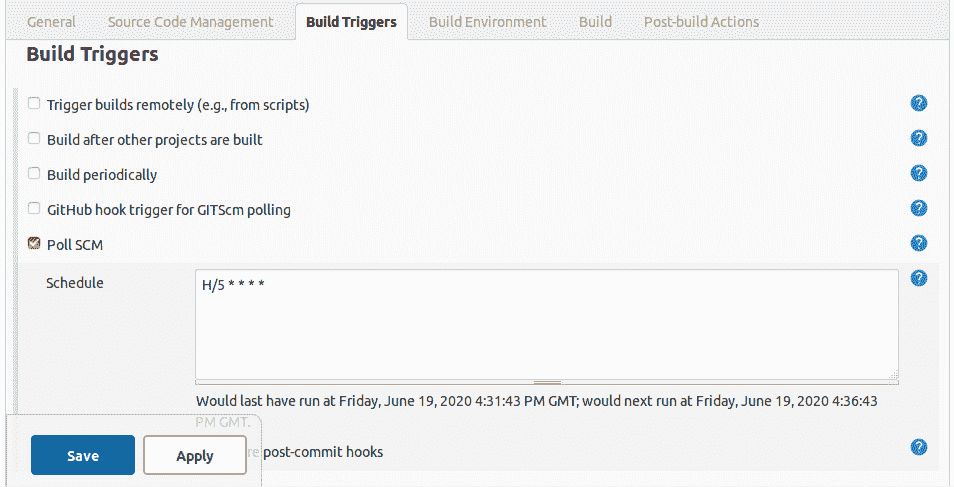 General Source Code Management Build Triggers Build Environment Build Post-build Actions
Build Triggers
Trigger builds remotely (e.g., from scripts) ?
Build after other projects are built ?
Build periodically ?
GitHub hook trigger for GITScm polling ?
Poll SCM ?
Schedule H/5 * * * * ?
Would last have run at Friday, June 19, 2020 4:31:43 PM GMT; would next run at Friday, June 19, 2020 4:36:43
PM GMT.
post-commit hooks ?
Save Apply